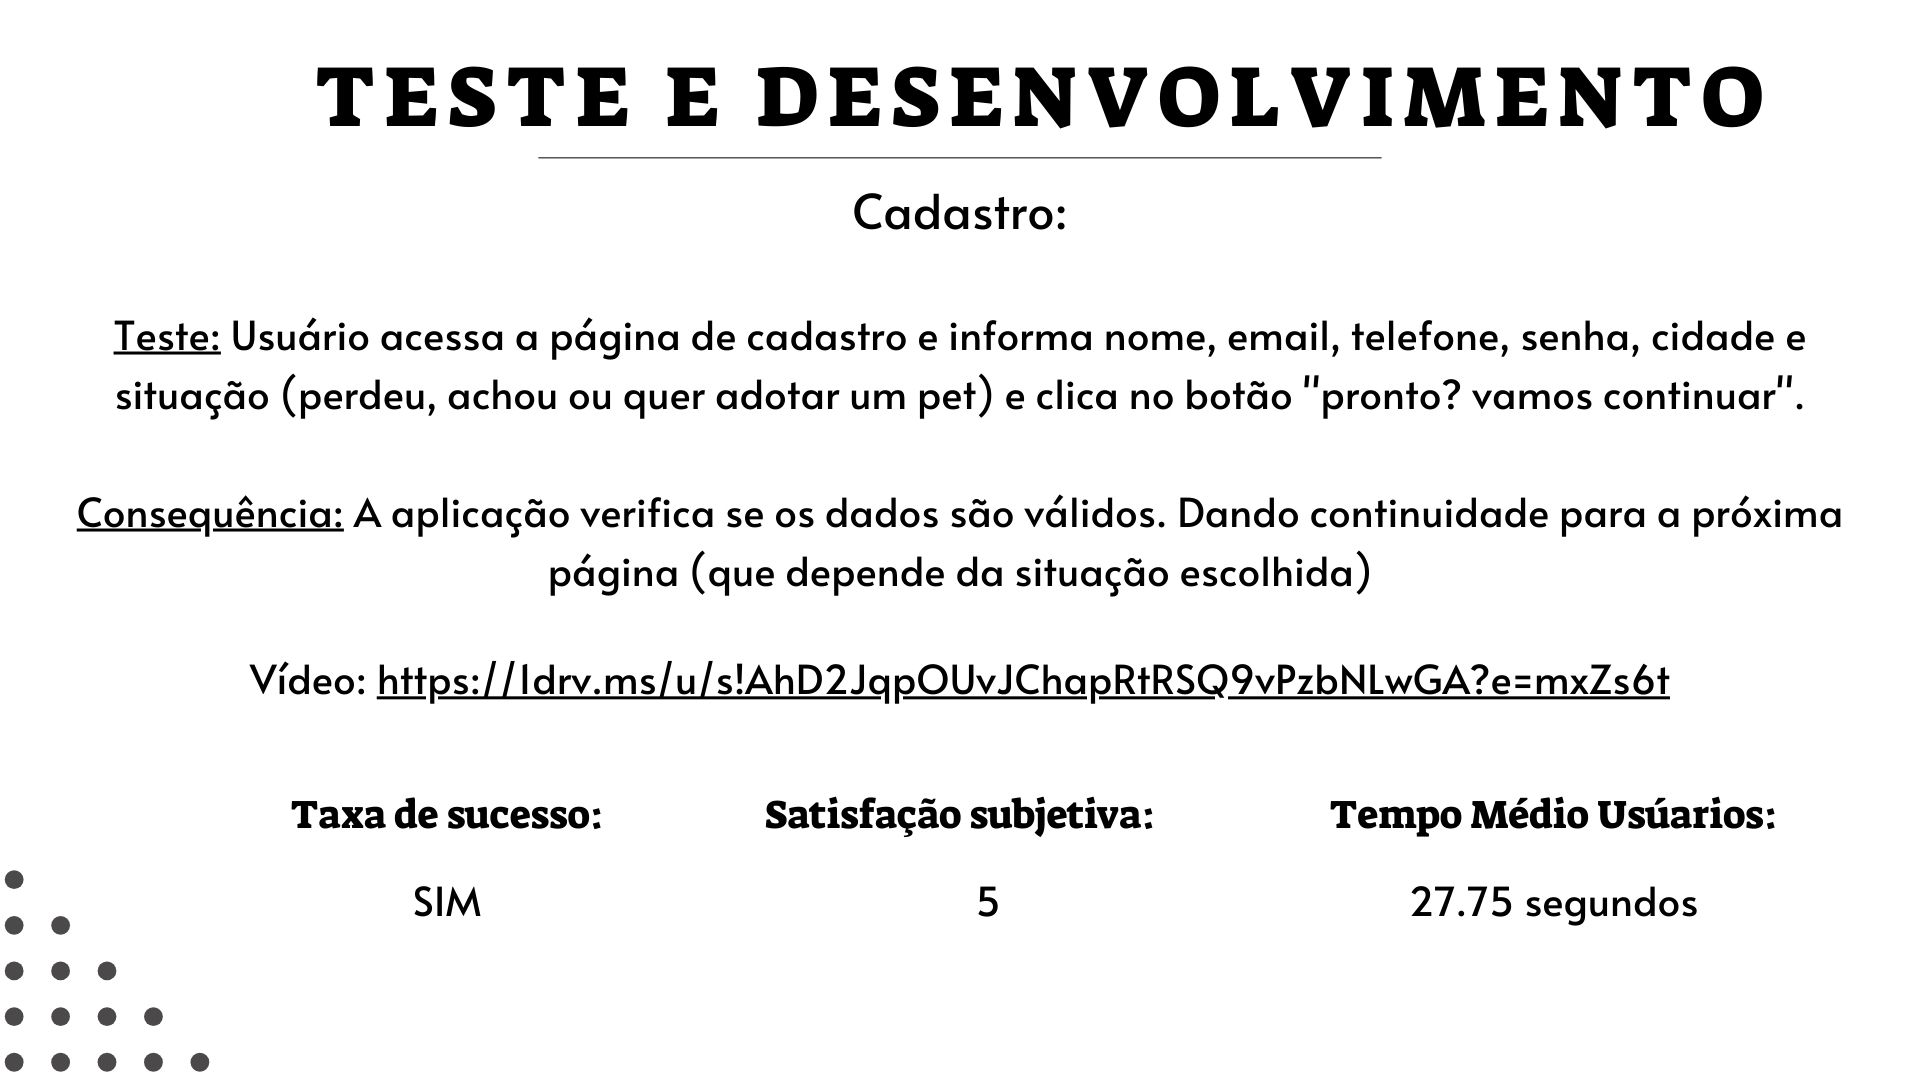 TESTE E DESENVOLVIMENTO
Cadastro:
Teste: Usuário acessa a página de cadastro e informa nome, email, telefone, senha, cidade e
situação (perdeu, achou ou quer adotar um pet) e clica no botão "pronto? vamos continuar".
Consequência: A aplicação verifica se os dados são válidos. Dando continuidade para a próxima
página (que depende da situação escolhida)
Vídeo: https://1drv.ms/u/s!AhD2JqpOUvJChapRtRSQ9vPzbNLwGA?e=mxZs6t
Taxa de sucesso:
SIM
Satisfação subjetiva:
5
Tempo Médio Usúarios:
27.75 segundos